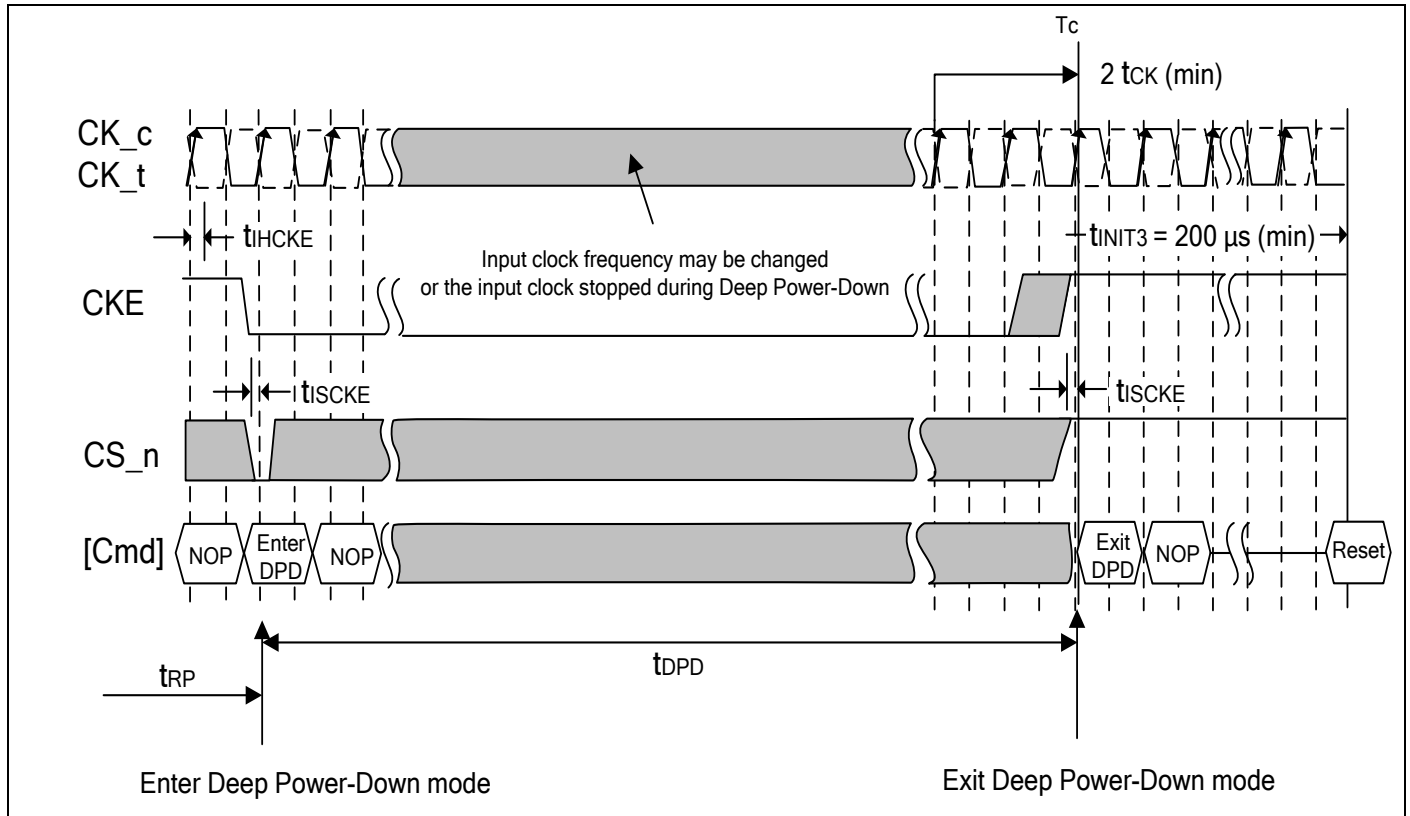 Tc
2 tCK (min)
CK_c
CK_t
tIHCKE
tINIT3 = 200 µs (min)
Input clock frequency may be changed
or the input clock stopped during Deep Power-Down
CKE
tISCKE
tISCKE
CS_n
[Cmd]
NOP
Enter
DPD
NOP
Exit
DPD
NOP
Reset
tRP
tDPD
Enter Deep Power-Down mode
Exit Deep Power-Down mode